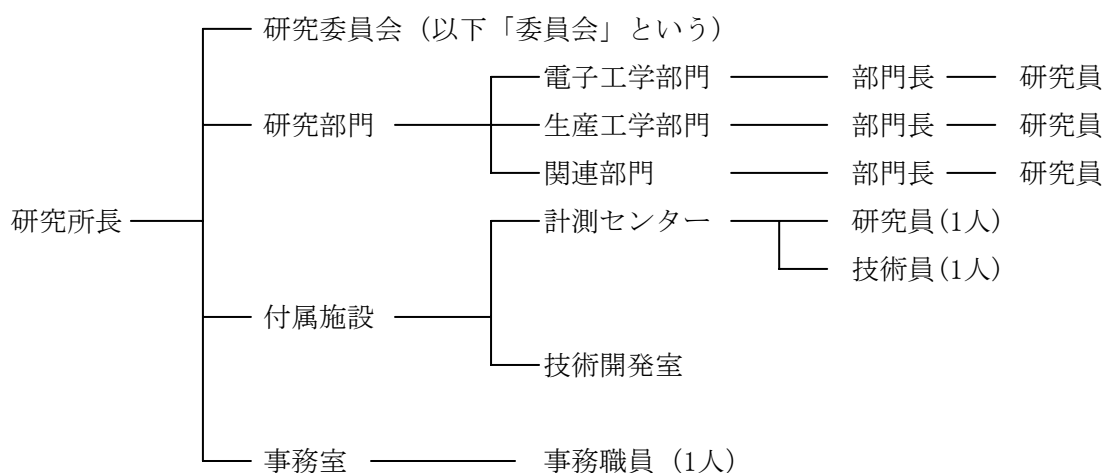 研究委員会（以下「委員会」という）
電子工学部門 部門長 研究員
研究部門 生産工学部門 部門長 研究員
関連部門 部門長 研究員
研究所長 計測センター 研究員(1人)
技術員(1人)
付属施設
技術開発室
事務室 事務職員（1人）